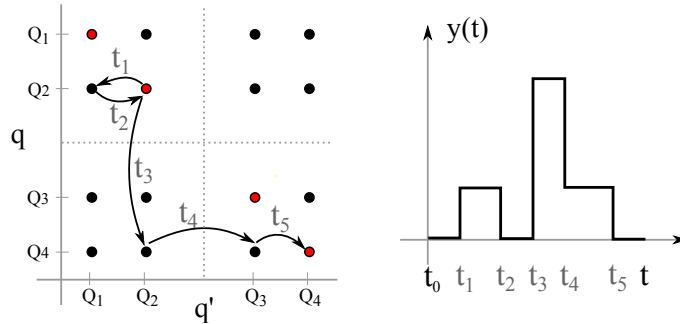 Q1
Q2
q
Q3
Q4
t1
t2
t3
t4
t5
Q1 Q2 Q3 Q4
q'
y(t)
t0 t1 t2 t3 t4 t5 t